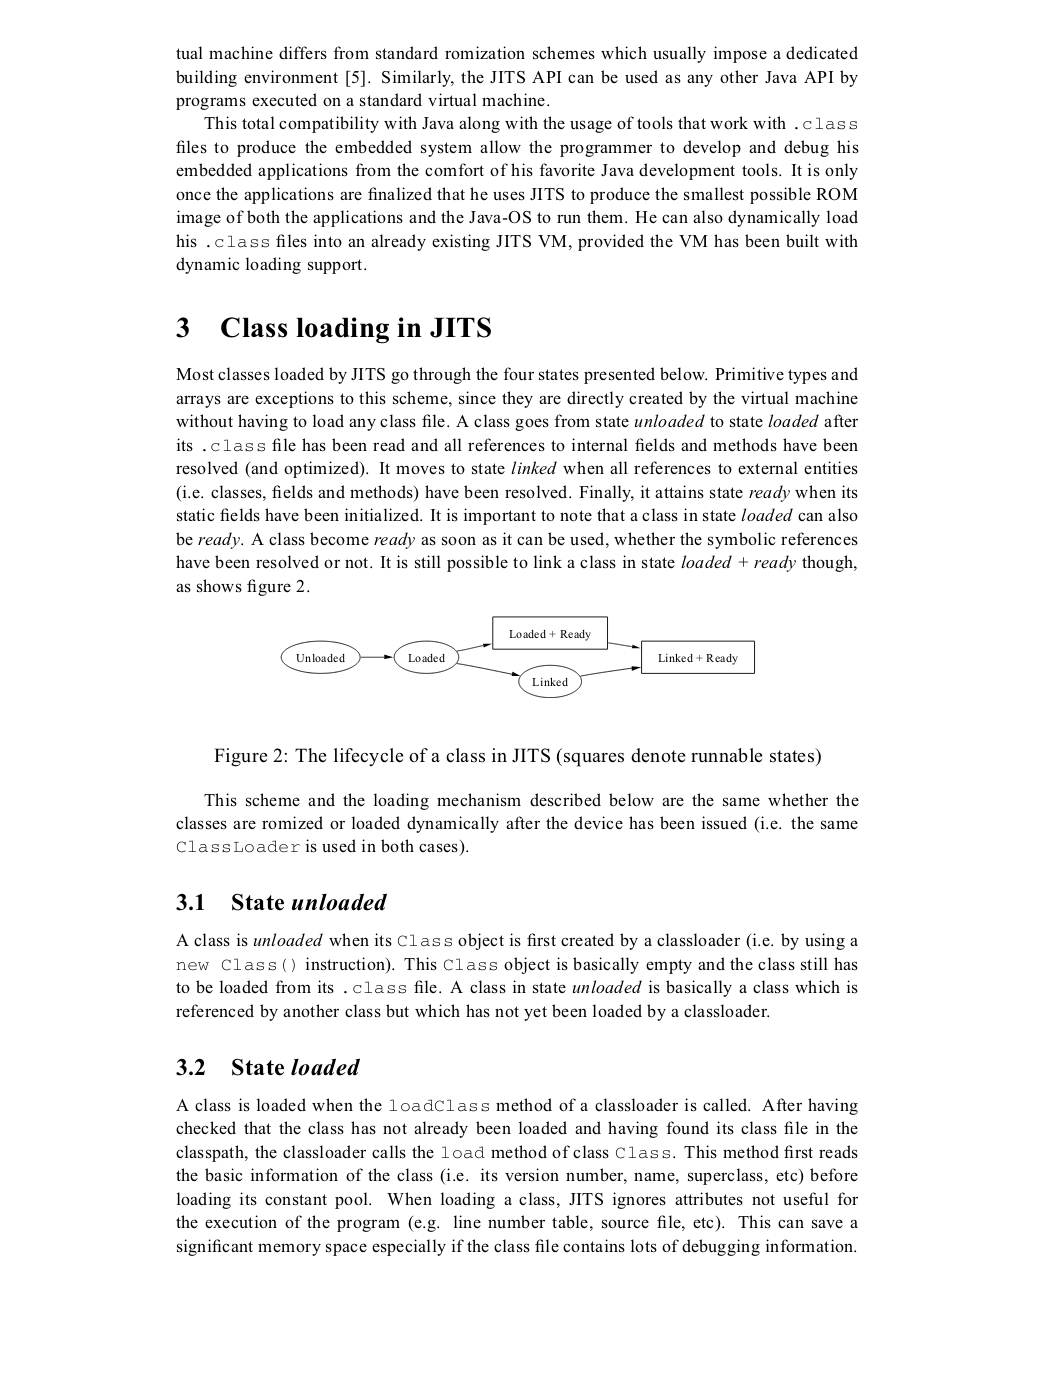 tual machine differs from standard romization schemes which usually impose a dedicated
building environment [5]. Similarly, the JITS API can be used as any other Java API by
programs executed on a standard virtual machine.
This total compatibility with Java along with the usage of tools that work with .class
files to produce the embedded system allow the programmer to develop and debug his
embedded applications from the comfort of his favorite Java development tools. It is only
once the applications are finalized that he uses JITS to produce the smallest possible ROM
image of both the applications and the Java-OS to run them. He can also dynamically load
his .class files into an already existing JITS VM, provided the VM has been built with
dynamic loading support.
3 Class loading in JITS
Most classes loaded by JITS go through the four states presented below. Primitive types and
arrays are exceptions to this scheme, since they are directly created by the virtual machine
without having to load any class file. A class goes from state unloaded to state loaded after
its .class file has been read and all references to internal fields and methods have been
resolved (and optimized). It moves to state linked when all references to external entities
(i.e. classes, fields and methods) have been resolved. Finally, it attains state ready when its
static fields have been initialized. It is important to note that a class in state loaded can also
be ready. A class become ready as soon as it can be used, whether the symbolic references
have been resolved or not. It is still possible to link a class in state loaded + ready though,
as shows figure 2.
Loaded + Ready
Unloaded Loaded Linked + Ready
Linked
Figure 2: The lifecycle of a class in JITS (squares denote runnable states)
This scheme and the loading mechanism described below are the same whether the
classes are romized or loaded dynamically after the device has been issued (i.e. the same
ClassLoader is used in both cases).
3.1 State unloaded
A class is unloaded when its Class object is first created by a classloader (i.e. by using a
new Class() instruction). This Class object is basically empty and the class still has
to be loaded from its .class file. A class in state unloaded is basically a class which is
referenced by another class but which has not yet been loaded by a classloader.
3.2 State loaded
A class is loaded when the loadClass method of a classloader is called. After having
checked that the class has not already been loaded and having found its class file in the
classpath, the classloader calls the load method of class Class. This method first reads
the basic information of the class (i.e. its version number, name, superclass, etc) before
loading its constant pool. When loading a class, JITS ignores attributes not useful for
the execution of the program (e.g. line number table, source file, etc). This can save a
significant memory space especially if the class file contains lots of debugging information.